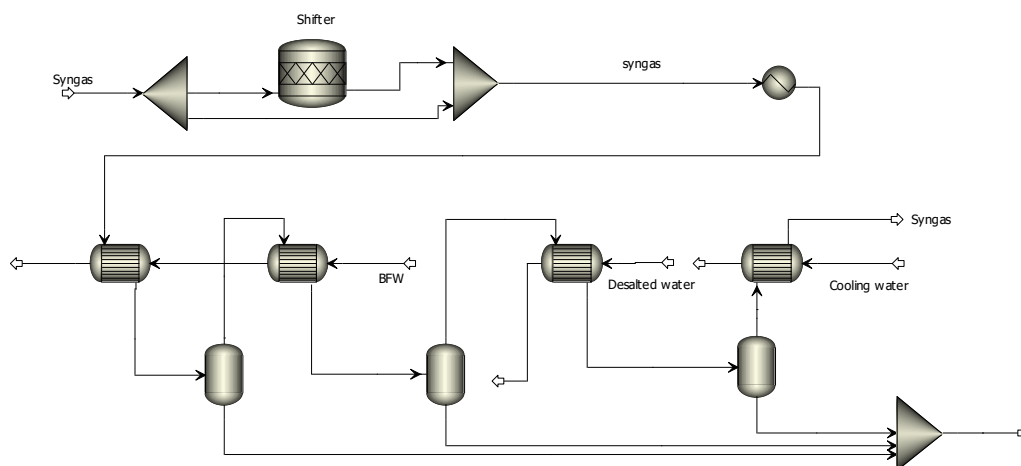 Shifter
Syngas
syngas
Syngas
BFW
Desalted water
Cooling water